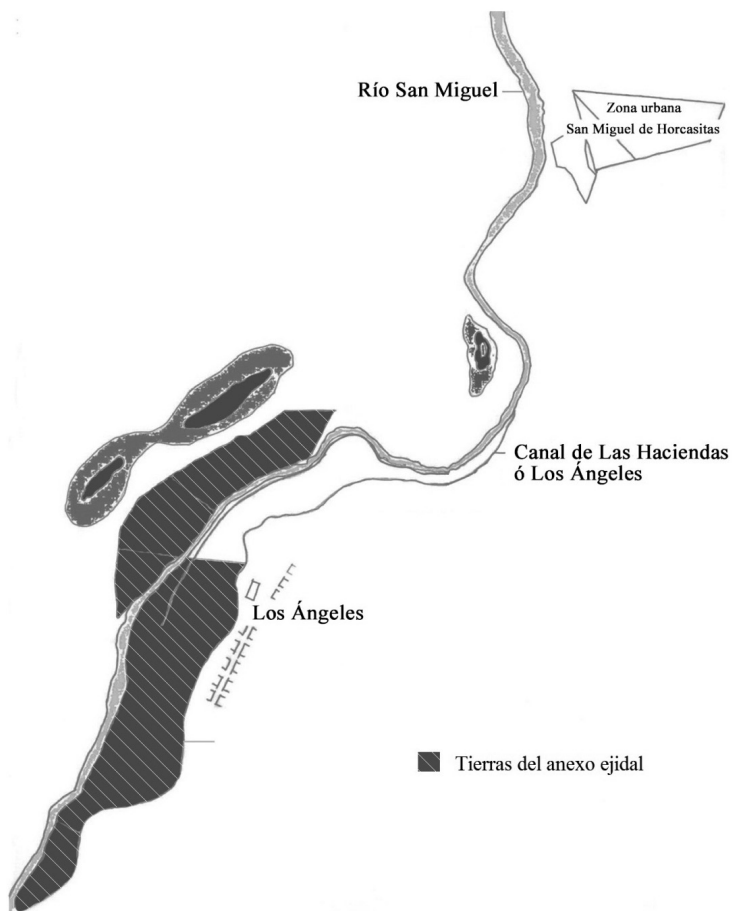 Río San Miguel
Zona urbana
San Miguel de Horcasitas
Canal de Las Haciendas
ó Los Ángeles
Los Ángeles
Tierras del anexo ejidal